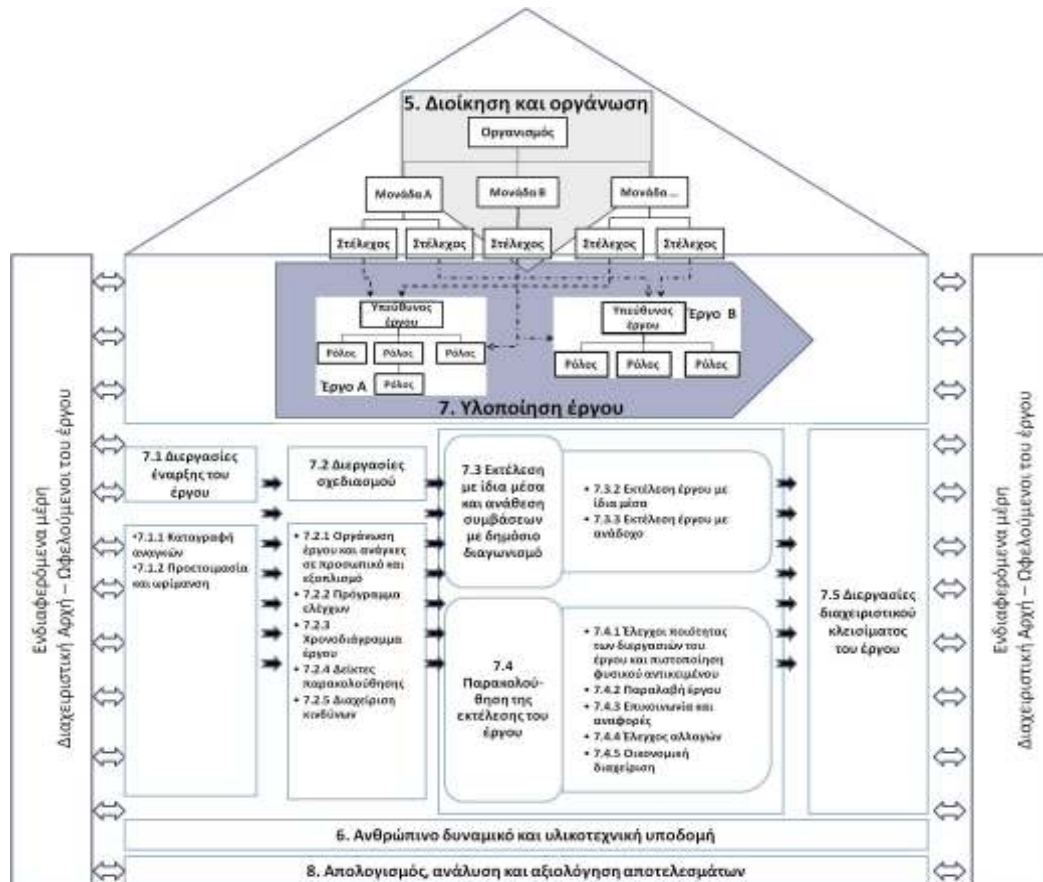 5. Διοίκηση και οργάνωση
Οργανισμός
Μονάδα Α
Μονάδα Β
Μονάδα ...
Στέλεχος
Στέλεχος
Στέλεχος
Στέλεχος
Στέλεχος
Υπεύθυνος
έργου
Ρόλος
Ρόλος
Ρόλος
Ρόλος
Έργο Α
Υπεύθυνος
έργου
Έργο Β
Ρόλος
Ρόλος
Ρόλος
7. Υλοποίηση έργου
Ενδιαφερόμενα μέρη
Διαχειριστική Αρχή – Ωφελούμενοι του έργου
7.1 Διεργασίες
έναρξης του
έργου
•7.1.1 Καταγραφή
αναγκών
•7.1.2 Προετοιμασία
και ωρίμανση
7.2 Διεργασίες
σχεδιασμού
• 7.2.1 Οργάνωση
έργου και ανάγκες
σε προσωπικό και
εξοπλισμό
• 7.2.2 Πρόγραμμα
ελέγχων
• 7.2.3
Χρονοδιάγραμμα
έργου
• 7.2.4 Δείκτες
παρακολούθησης
• 7.2.5 Διαχείριση
κινδύνων
7.3 Εκτέλεση
με ίδια μέσα
και ανάθεση
συμβάσεων
με δημόσιο
διαγωνισμό
• 7.3.2 Εκτέλεση έργου με
ίδια μέσα
• 7.3.3 Εκτέλεση έργου με
ανάδοχο
7.4
Παρακολού-
θηση της
εκτέλεσης του
έργου
• 7.4.1 Έλεγχοι ποιότητας
των διεργασιών του
έργου και πιστοποίηση
φυσικού αντικειμένου
• 7.4.2 Παραλαβή έργου
• 7.4.3 Επικοινωνία και
αναφορές
• 7.4.4 Έλεγχος αλλαγών
• 7.4.5 Οικονομική
διαχείριση
7.5 Διεργασίες
διαχειριστικού
κλεισίματος
του έργου
Ενδιαφερόμενα μέρη
Διαχειριστική Αρχή – Ωφελούμενοι του έργου
6. Ανθρώπινο δυναμικό και υλικοτεχνική υποδομή
8. Απολογισμός, ανάλυση και αξιολόγηση αποτελεσμάτων